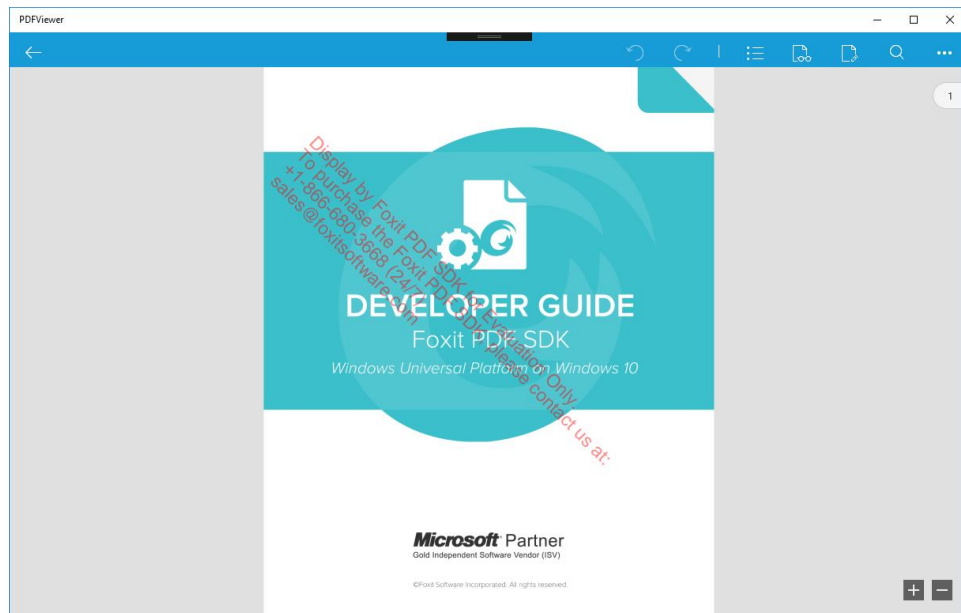 PDFViewer
1
Display by Foxit PDF SDK for Evaluation Only.
To purchase the Foxit PDF SDK, please contact us at:
+1-866-680-3668 (24/7)
sales@foxitsoftware.com
DEVELOPER GUIDE
Foxit PDF SDK
Windows Universal Platform on Windows 10
Microsoft Partner
Gold Independent Software Vendor (ISV)
©Foxit Software Incorporated. All rights reserved.